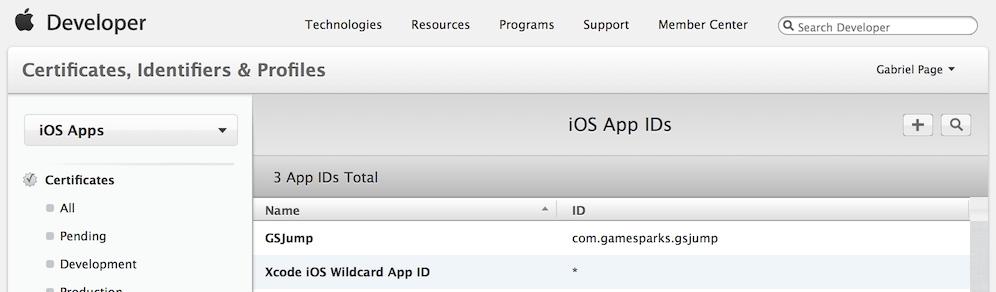 Developer
Technologies Resources Programs Support Member Center Search Developer
Certificates, Identifiers & Profiles
Gabriel Page
iOS Apps
iOS App IDs
Certificates
3 App IDs Total
All
Name ID
Pending
GSJump com.gamesparks.gsjump
Development
Xcode iOS Wildcard App ID *
Production